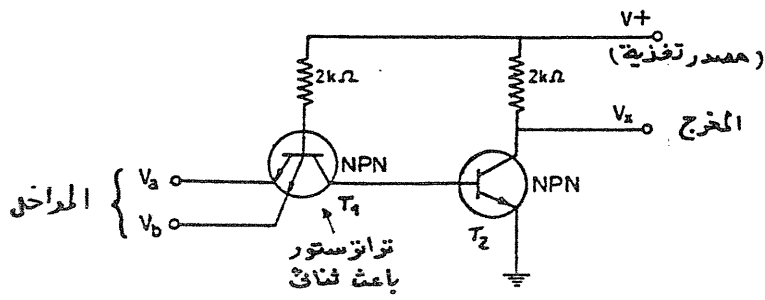 V+
(مصدر تغذية)
2kΩ
2kΩ
Vx
المخرج
NPN
NPN
Va
المداخل
Vb
T1
T2
ترانزستور
باعث ثنائي